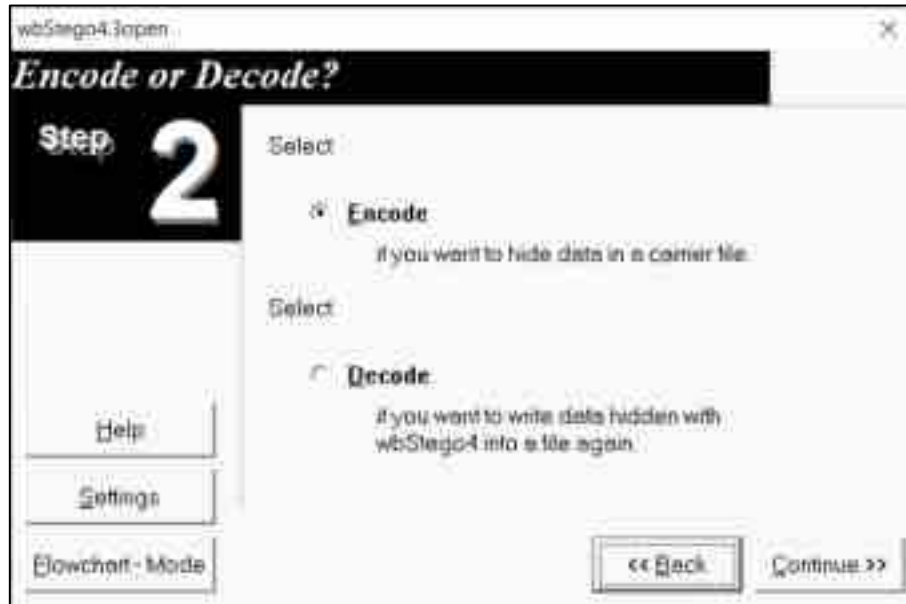 wbStego4.3open
Encode or Decode?
Step 2
Select
Encode
if you want to hide data in a carrier file.
Select
Decode
if you want to write data hidden with
wbStego4 into a file again.
Help
Settings
Flowchart - Mode
<< Back
Continue >>